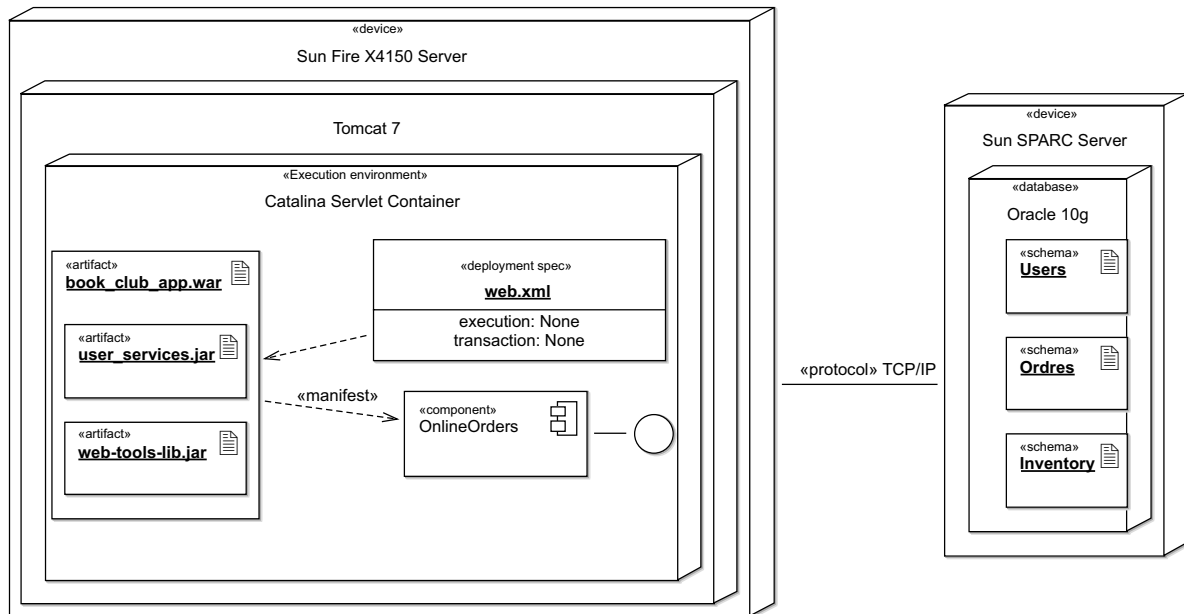 «device»
Sun Fire X4150 Server
Tomcat 7
«Execution environment»
Catalina Servlet Container
«artifact»
book_club_app.war
«artifact»
user_services.jar
«artifact»
web-tools-lib.jar
«deployment spec»
web.xml
execution: None
transaction: None
«manifest»
«component»
OnlineOrders
«protocol» TCP/IP
«device»
Sun SPARC Server
«database»
Oracle 10g
«schema»
Users
«schema»
Ordres
«schema»
Inventory